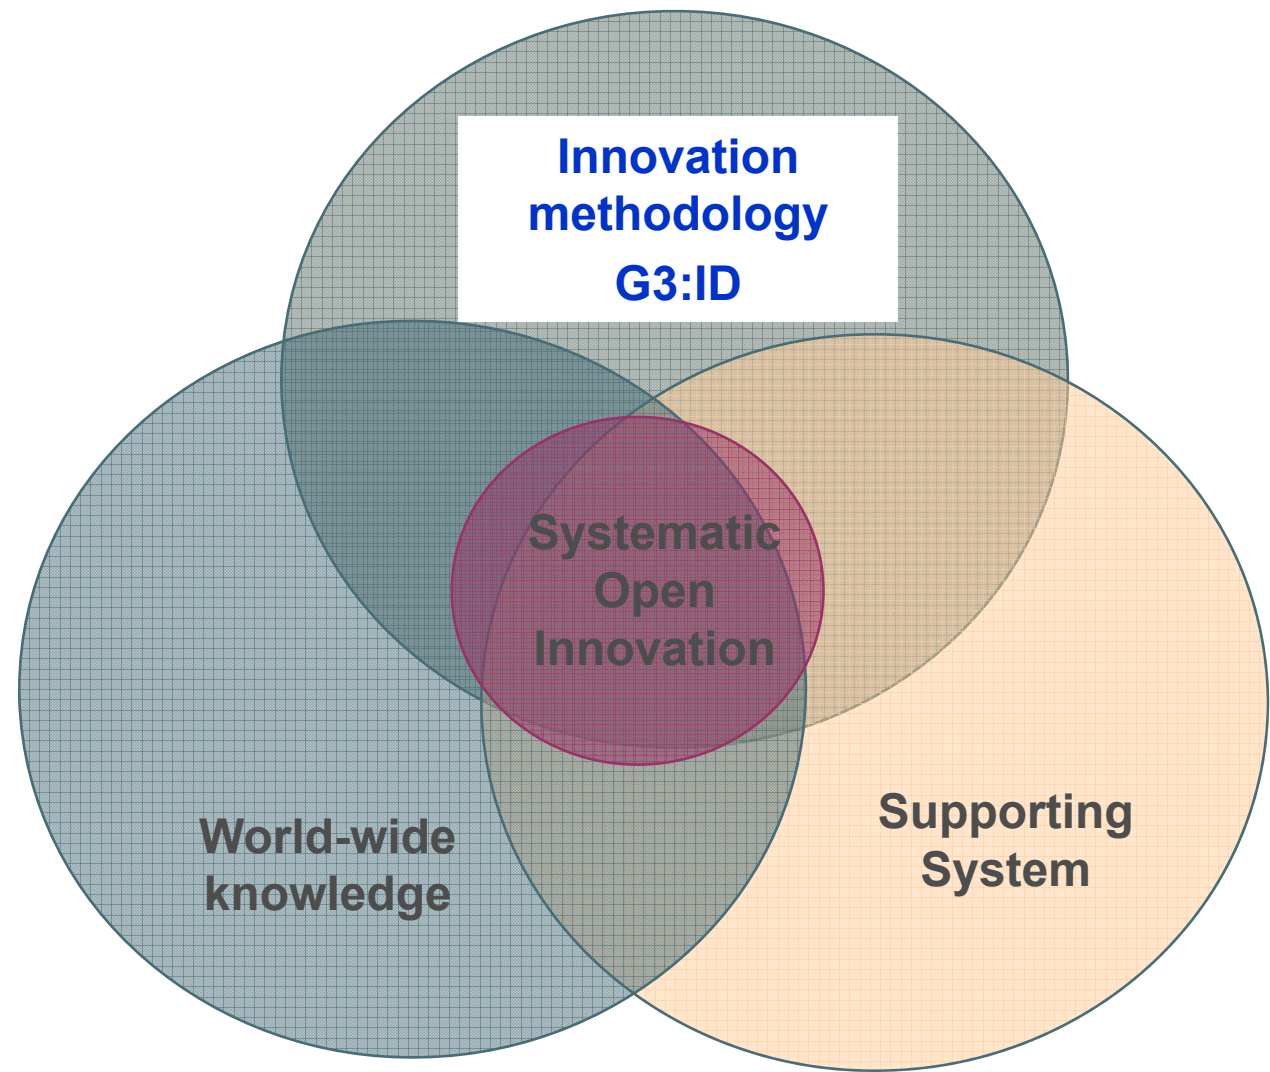 Innovation
methodology
G3:ID
Systematic
Open
Innovation
World-wide
knowledge
Supporting
System